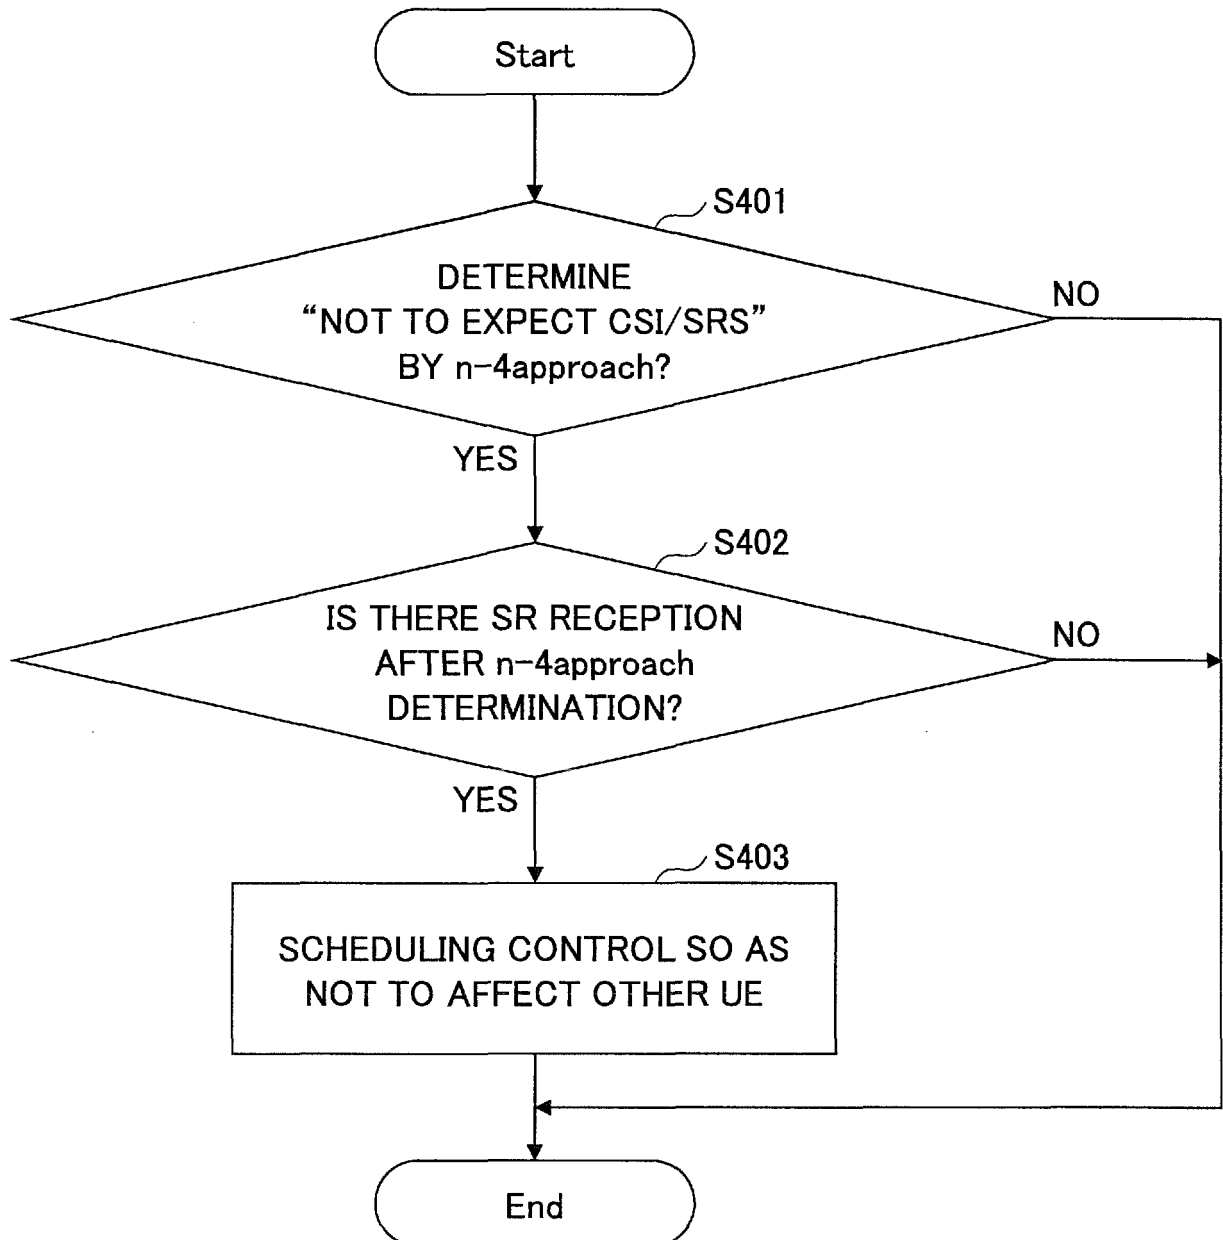 Start
S401
DETERMINE
“NOT TO EXPECT CSI/SRS”
BY n-4approach?
NO
YES
S402
IS THERE SR RECEPTION
AFTER n-4approach
DETERMINATION?
NO
YES
S403
SCHEDULING CONTROL SO AS
NOT TO AFFECT OTHER UE
End